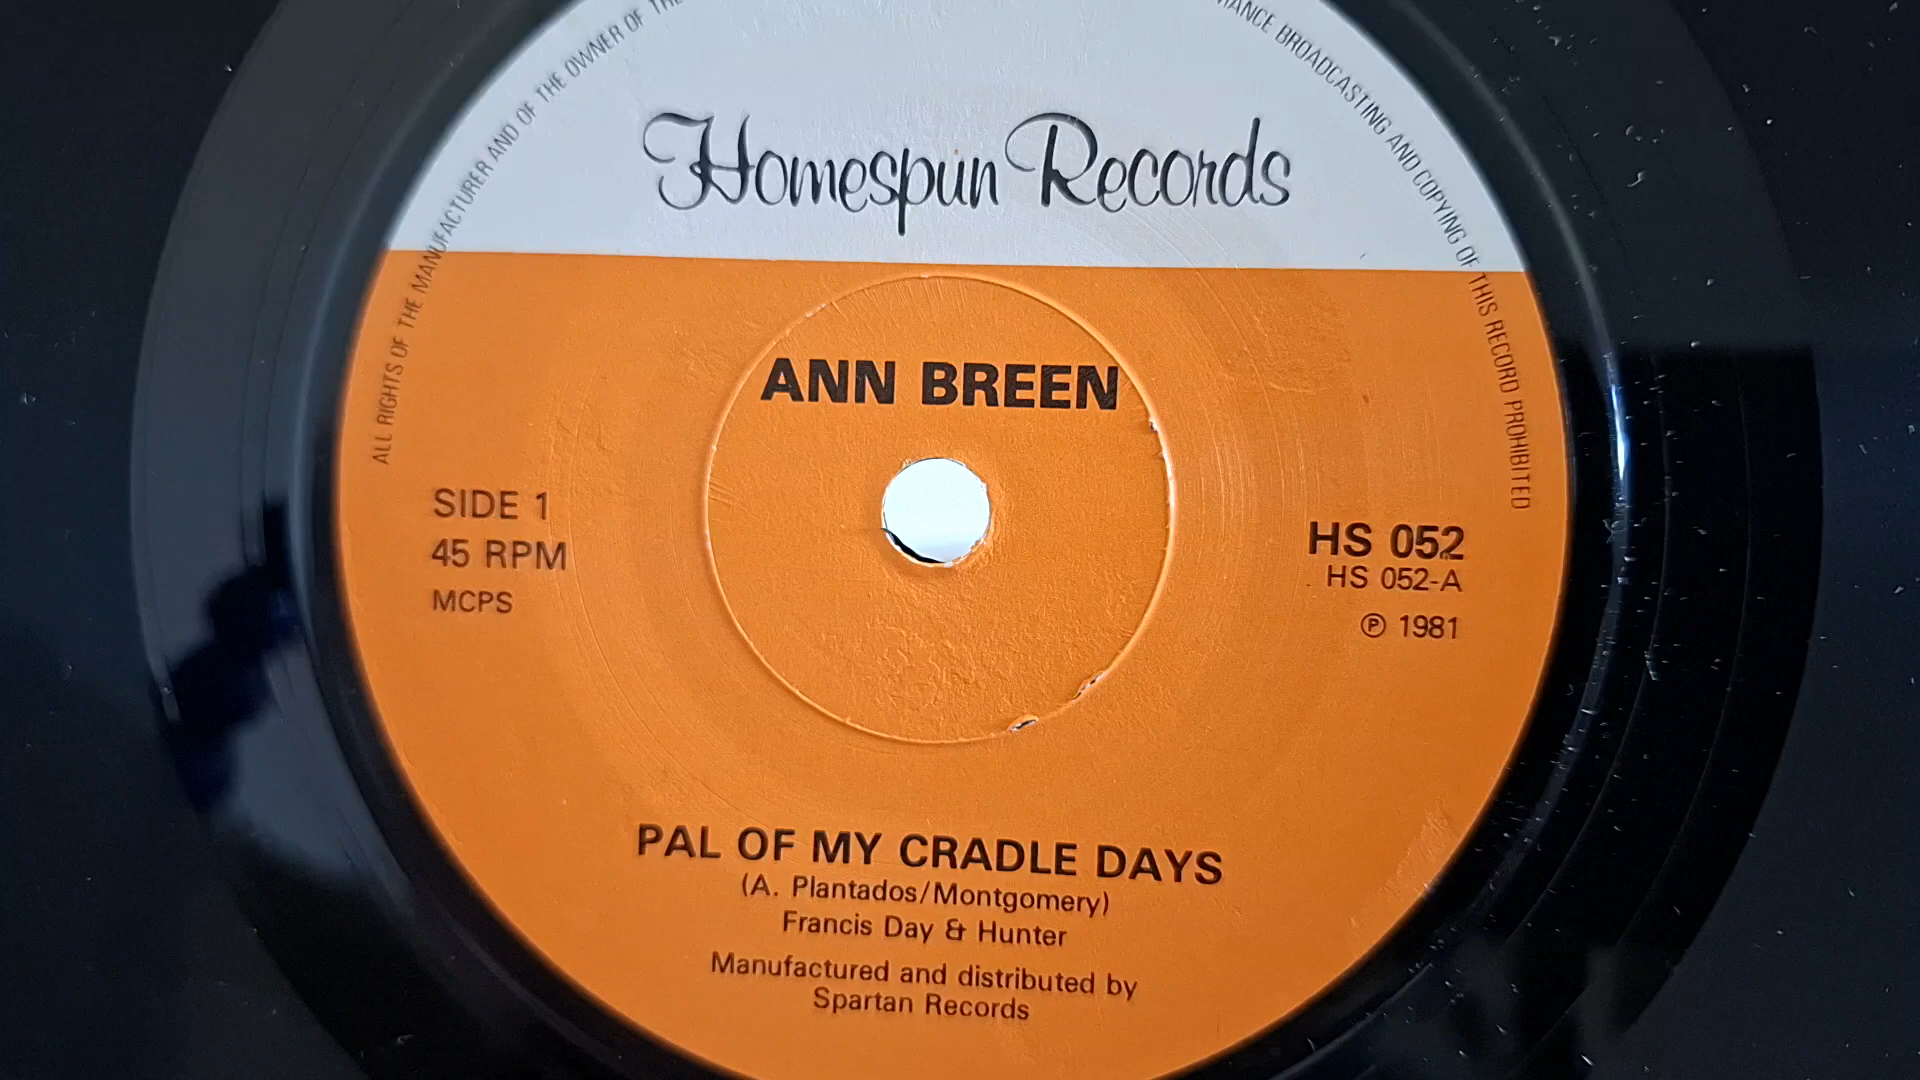 ALL RIGHTS OF THE MANUFACTURER AND OF THE OWNER OF THE
BROADCASTING AND COPYING OF THIS RECORD PROHIBITED
Homespun Records
ANN BREEN
SIDE 1
45 RPM
MCPS
HS 052
HS 052-A
Ⓟ 1981
PAL OF MY CRADLE DAYS
(A. Plantados/Montgomery)
Francis Day & Hunter
Manufactured and distributed by
Spartan Records